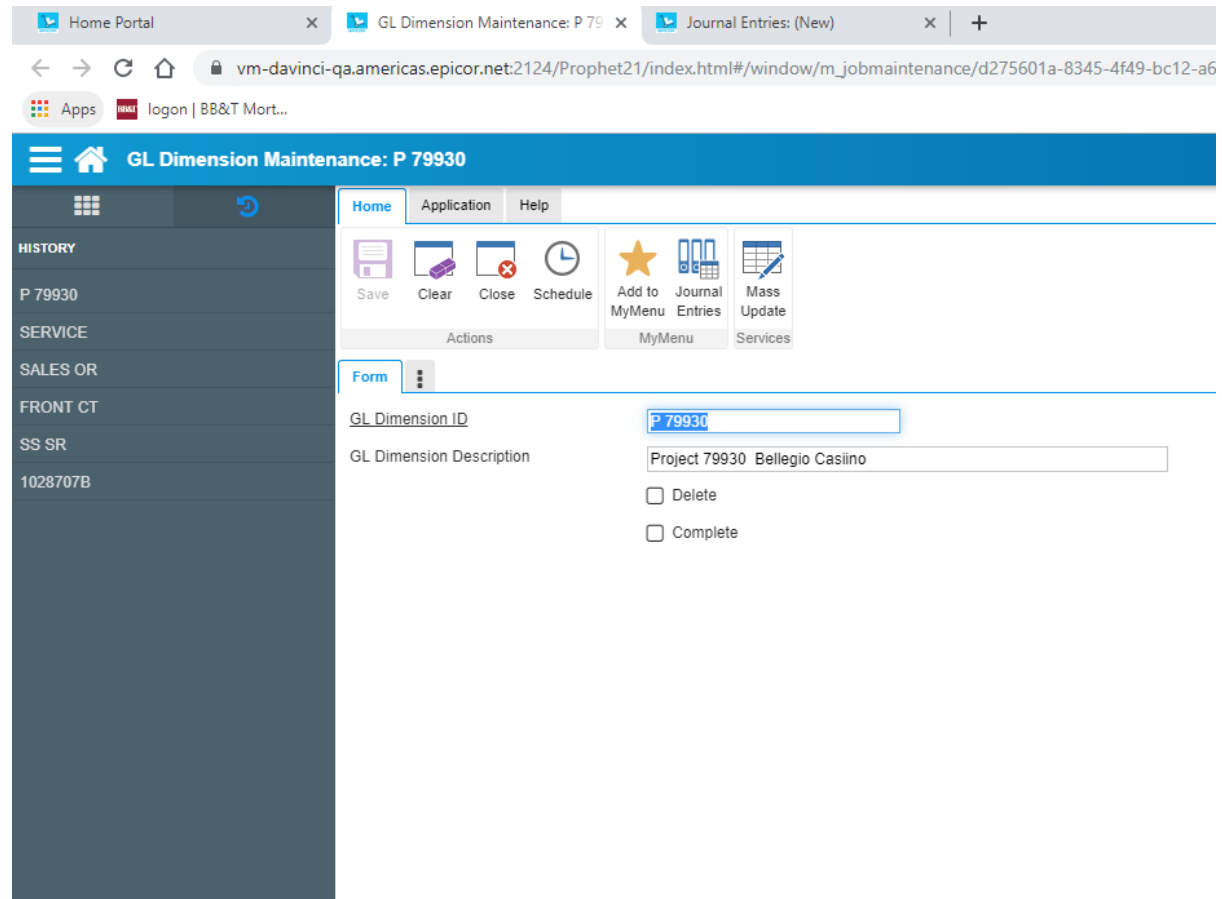 Home Portal
GL Dimension Maintenance: P 79
Journal Entries: (New)
vm-davinci-qa.americas.epicor.net:2124/Prophet21/index.html#/window/m_jobmaintenance/d275601a-8345-4f49-bc12-a6
Apps
BB&T
logon | BB&T Mort...
GL Dimension Maintenance: P 79930
Home Application Help
HISTORY
P 79930
SERVICE
SALES OR
FRONT CT
SS SR
1028707B
Save Clear Close Schedule
Actions
Add to MyMenu
Journal Entries
MyMenu
Mass Update
Services
Form
GL Dimension ID P 79930
GL Dimension Description Project 79930 Bellegio Casiino
Delete
Complete